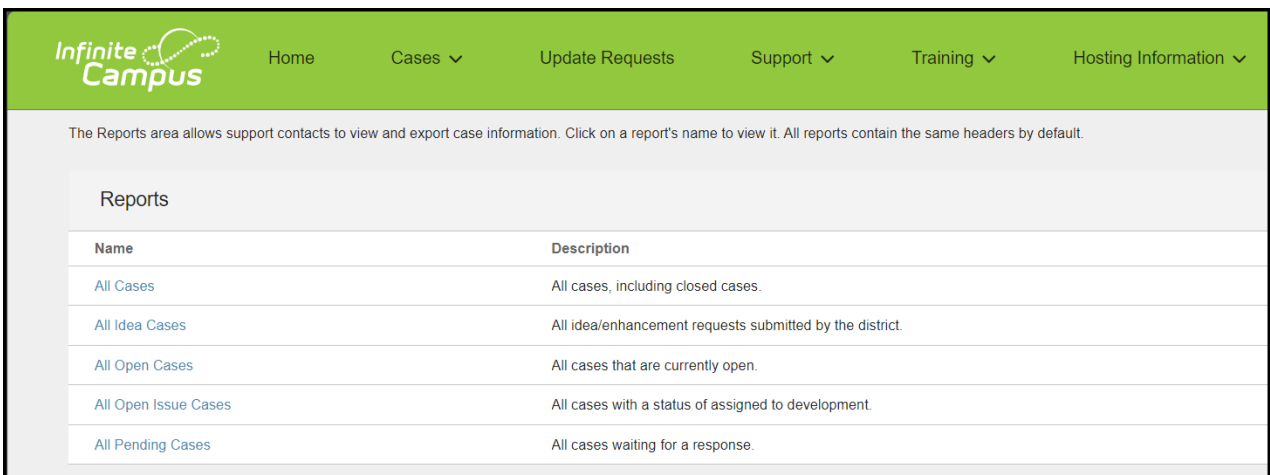 Infinite
Campus
Home Cases Update Requests Support Training Hosting Information
The Reports area allows support contacts to view and export case information. Click on a report's name to view it. All reports contain the same headers by default.
Reports
Name Description
All Cases All cases, including closed cases.
All Idea Cases All idea/enhancement requests submitted by the district.
All Open Cases All cases that are currently open.
All Open Issue Cases All cases with a status of assigned to development.
All Pending Cases All cases waiting for a response.